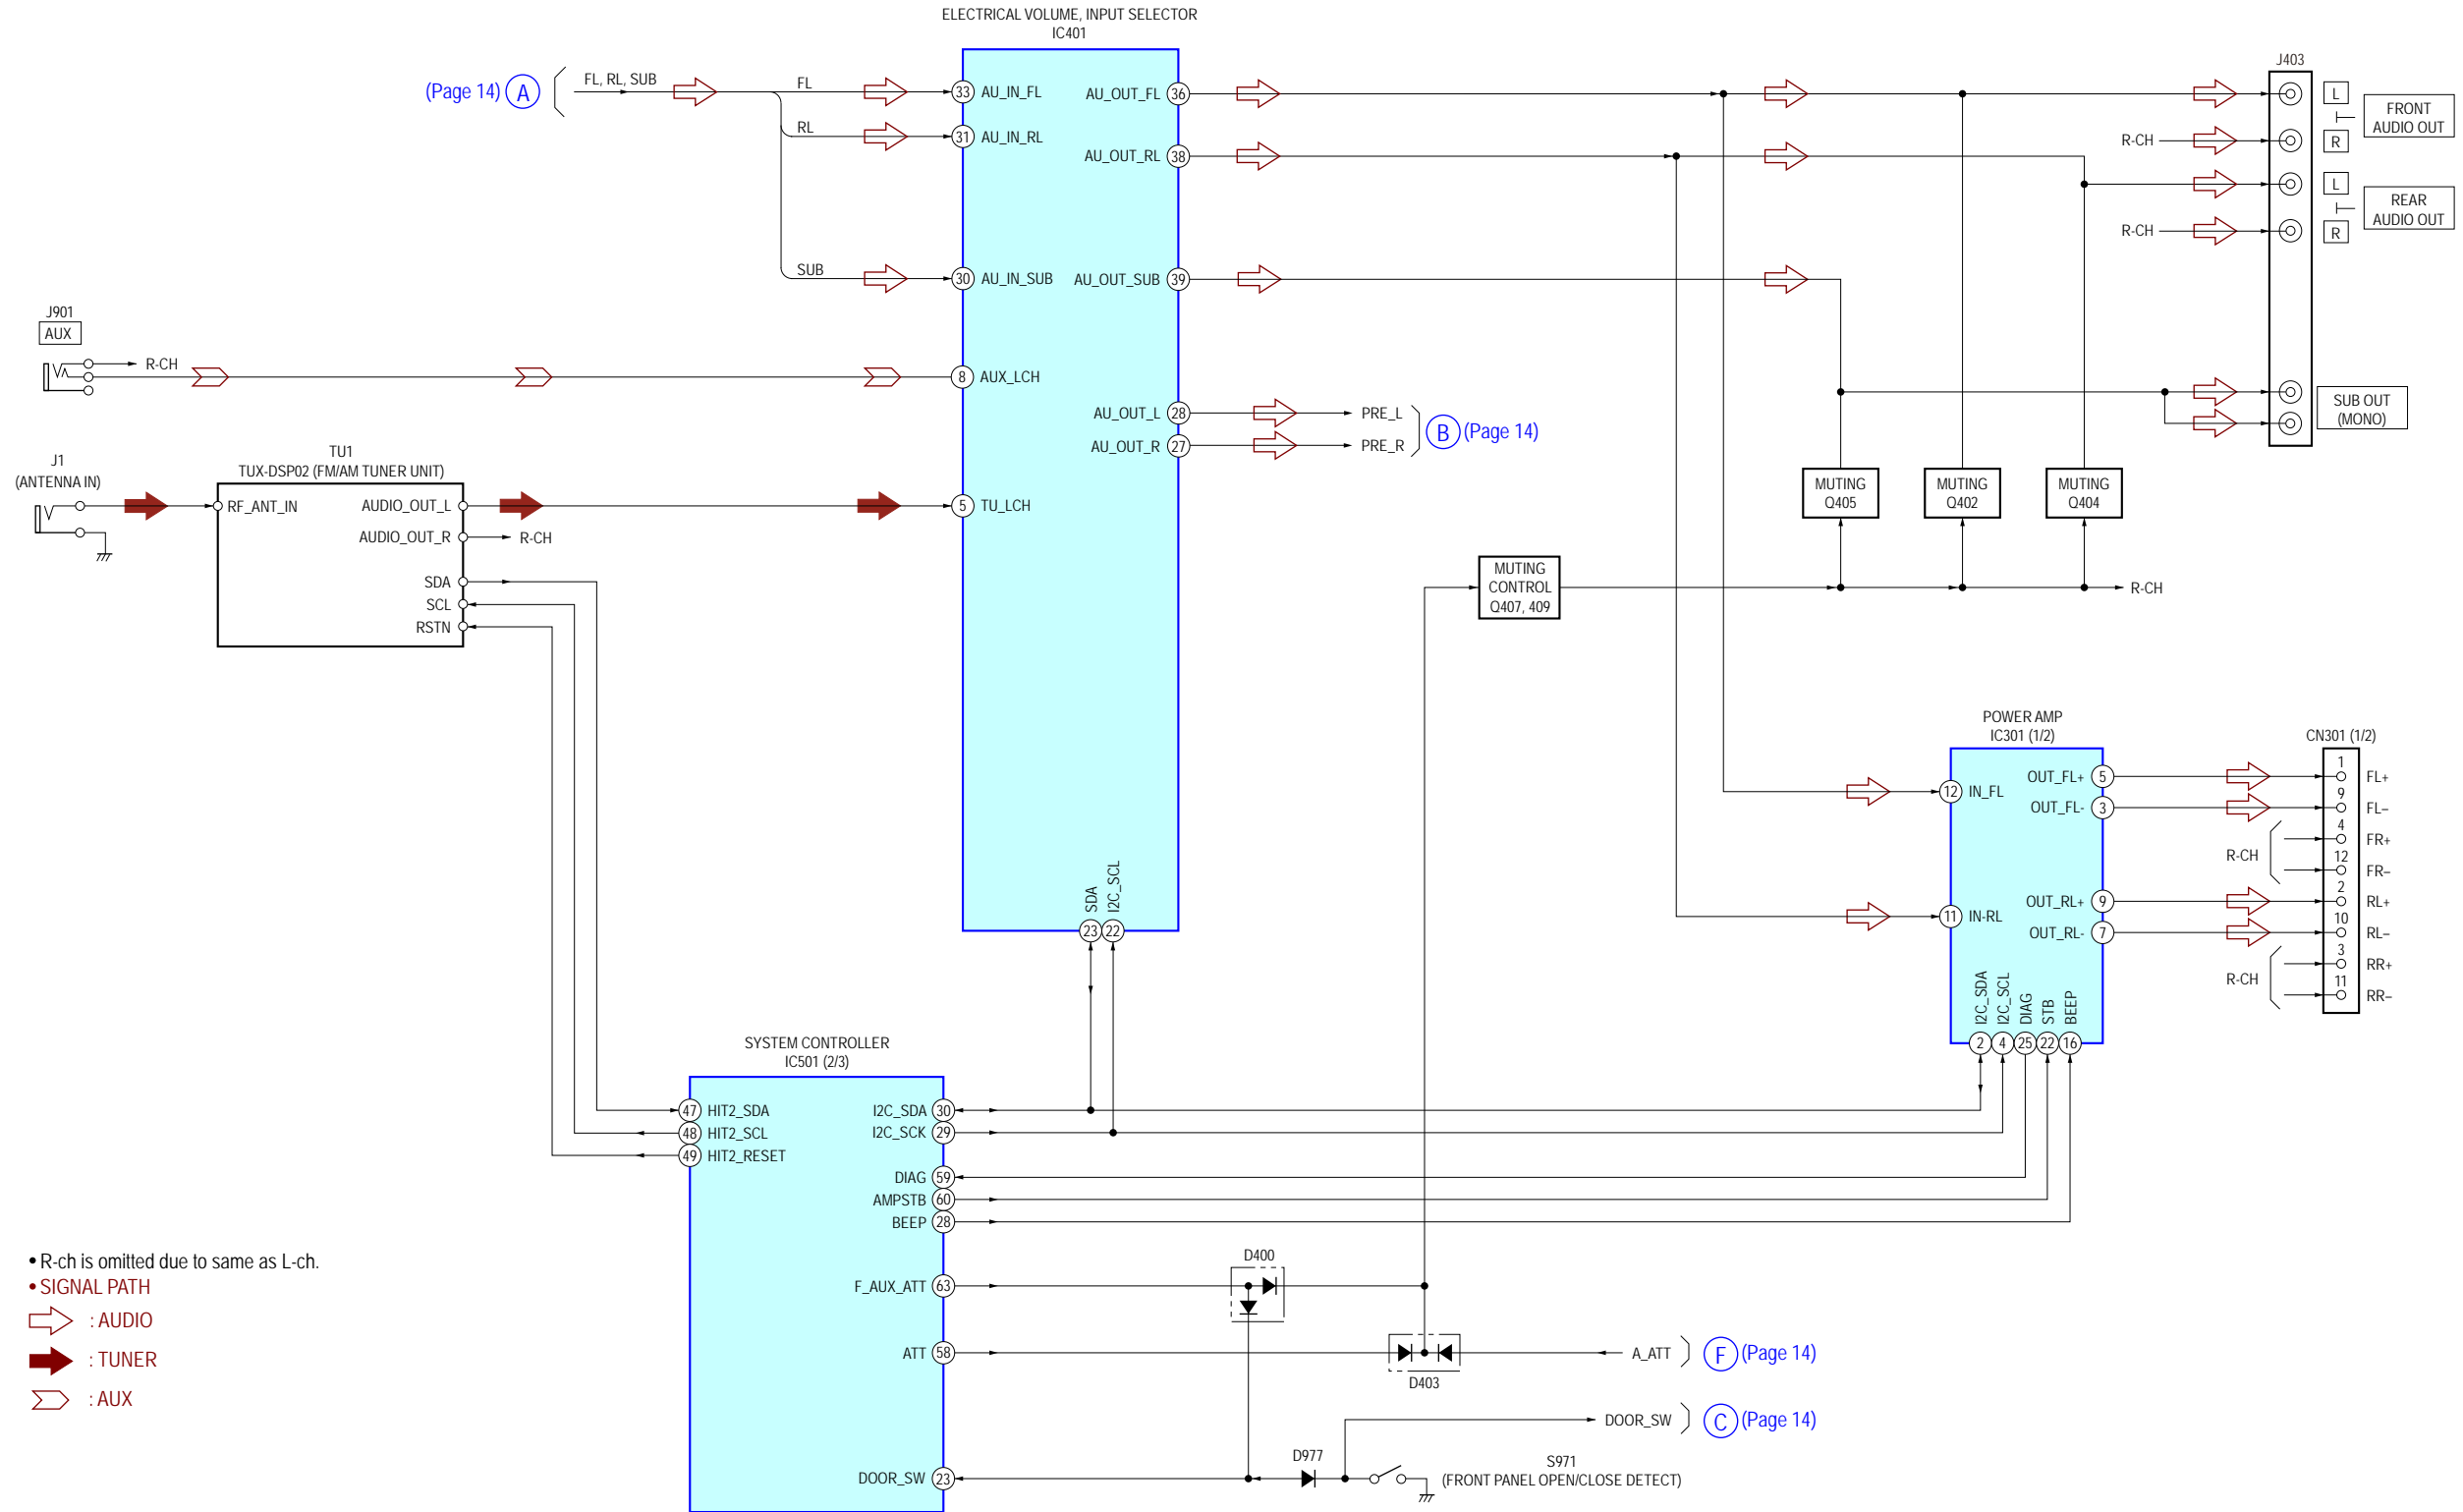 ELECTRICAL VOLUME, INPUT SELECTOR
IC401
(Page 14) A
FL, RL, SUB
FL
RL
SUB
33 AU_IN_FL
31 AU_IN_RL
30 AU_IN_SUB
8 AUX_LCH
5 TU_LCH
AU_OUT_FL 36
AU_OUT_RL 38
AU_OUT_SUB 39
AU_OUT_L 28
AU_OUT_R 27
SDA
I2C_SCL
23 22
PRE_L
PRE_R
B (Page 14)
J403
L
R-CH
R
FRONT
AUDIO OUT
L
R-CH
R
REAR
AUDIO OUT
SUB OUT
(MONO)
J901
AUX
R-CH
J1
(ANTENNA IN)
TU1
TUX-DSP02 (FM/AM TUNER UNIT)
RF_ANT_IN
AUDIO_OUT_L
AUDIO_OUT_R
R-CH
SDA
SCL
RSTN
MUTING
Q405
MUTING
Q402
MUTING
Q404
MUTING
CONTROL
Q407, 409
R-CH
POWER AMP
IC301 (1/2)
12 IN_FL
11 IN-RL
OUT_FL+ 5
OUT_FL- 3
OUT_RL+ 9
OUT_RL- 7
I2C_SDA
I2C_SCL
DIAG
STB
BEEP
2 4 25 22 16
CN301 (1/2)
1 FL+
9 FL–
4 FR+
R-CH
12 FR–
2 RL+
10 RL–
3 RR+
R-CH
11 RR–
SYSTEM CONTROLLER
IC501 (2/3)
47 HIT2_SDA
48 HIT2_SCL
49 HIT2_RESET
I2C_SDA 30
I2C_SCK 29
DIAG 59
AMPSTB 60
BEEP 28
F_AUX_ATT 63
ATT 58
DOOR_SW 23
D400
D403
A_ATT
F (Page 14)
DOOR_SW
C (Page 14)
D977
S971
(FRONT PANEL OPEN/CLOSE DETECT)
• R-ch is omitted due to same as L-ch.
• SIGNAL PATH
: AUDIO
: TUNER
: AUX